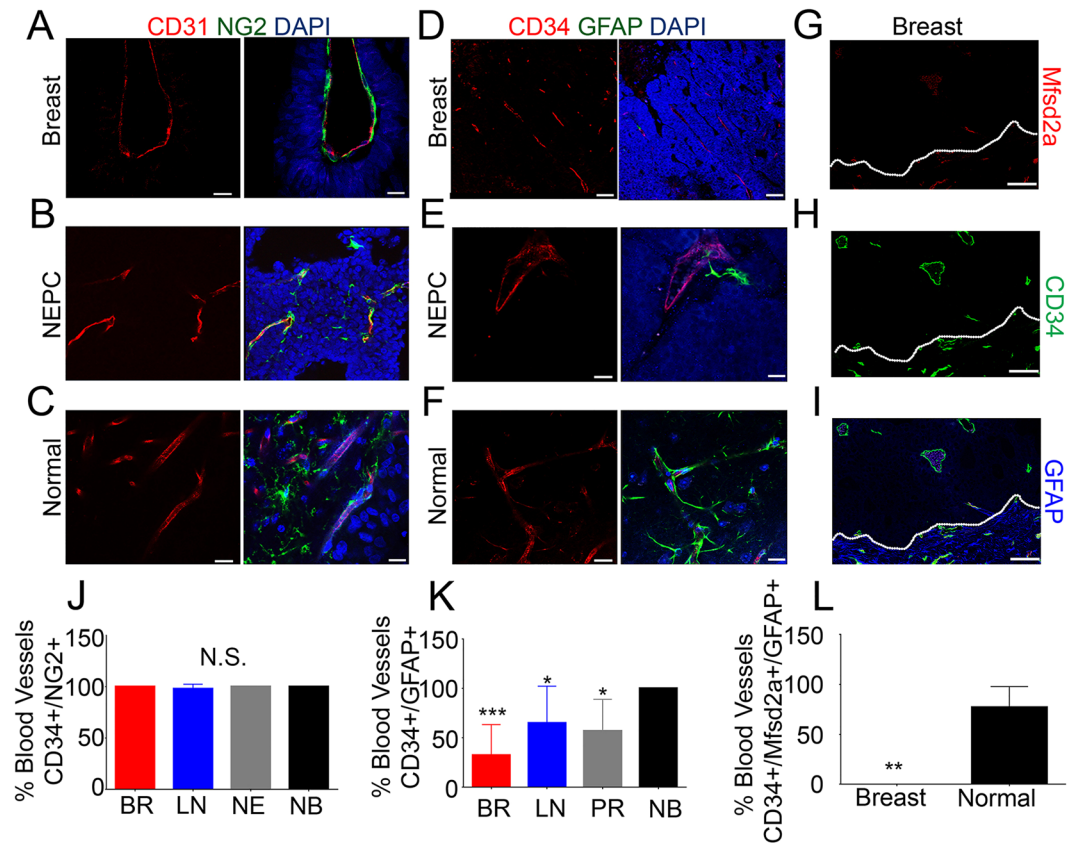 A
CD31 NG2 DAPI
Breast
B
NEPC
C
Normal
D
CD34 GFAP DAPI
Breast
E
NEPC
F
Normal
G
Breast
Mfsd2a
H
CD34
I
GFAP
J
% Blood Vessels
CD34+/NG2+
150
100
50
0
N.S.
BR LN NE NB
K
% Blood Vessels
CD34+/GFAP+
150
100
50
0
***
*
*
BR LN PR NB
L
% Blood Vessels
CD34+/Mfsd2a+/GFAP+
150
100
50
0
**
Breast Normal